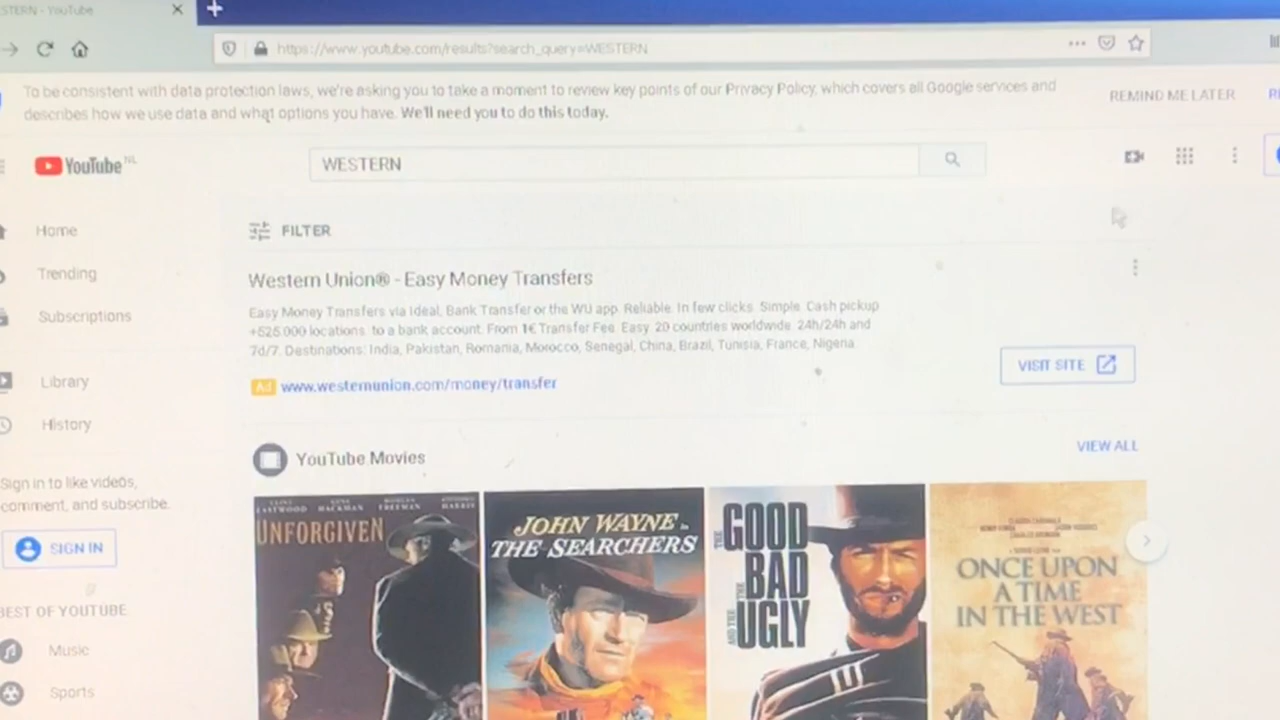 STERN - YouTube
https://www.youtube.com/results?search_query=WESTERN
To be consistent with data protection laws, we're asking you to take a moment to review key points of our Privacy Policy, which covers all Google services and
describes how we use data and what options you have. We'll need you to do this today.
REMIND ME LATER
YouTube NL
WESTERN
Home
Trending
Subscriptions
Library
History
Sign in to like videos,
comment, and subscribe.
SIGN IN
BEST OF YOUTUBE
Music
Sports
FILTER
Western Union® - Easy Money Transfers
Easy Money Transfers via Ideal, Bank Transfer or the WU app. Reliable. In few clicks. Simple. Cash pickup
+525.000 locations. to a bank account. From 1€ Transfer Fee. Easy. 20 countries worldwide. 24h/24h and
7d/7. Destinations: India, Pakistan, Romania, Morocco, Senegal, China, Brazil, Tunisia, France, Nigeria
Ad www.westernunion.com/money/transfer
VISIT SITE
YouTube Movies
VIEW ALL
EASTWOOD HACKMAN FREEMAN HARRIS
UNFORGIVEN
JOHN WAYNE in
THE SEARCHERS
THE GOOD
THE BAD
AND THE UGLY
ONCE UPON
A TIME
IN THE WEST